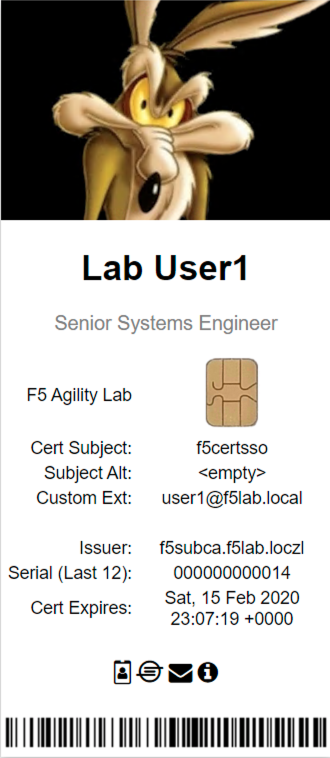 Lab User1
Senior Systems Engineer
F5 Agility Lab
Cert Subject: f5certsso
Subject Alt: <empty>
Custom Ext: user1@f5lab.local
Issuer: f5subca.f5lab.loczl
Serial (Last 12): 000000000014
Cert Expires: Sat, 15 Feb 2020
23:07:19 +0000